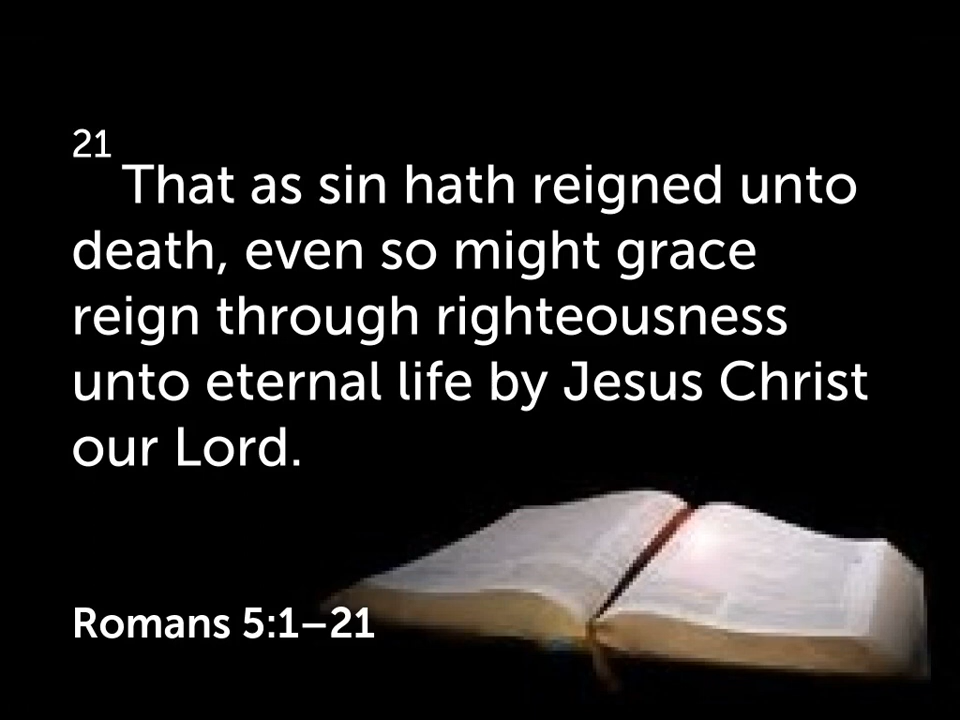 21
That as sin hath reigned unto
death, even so might grace
reign through righteousness
unto eternal life by Jesus Christ
our Lord.
Romans 5:1–21